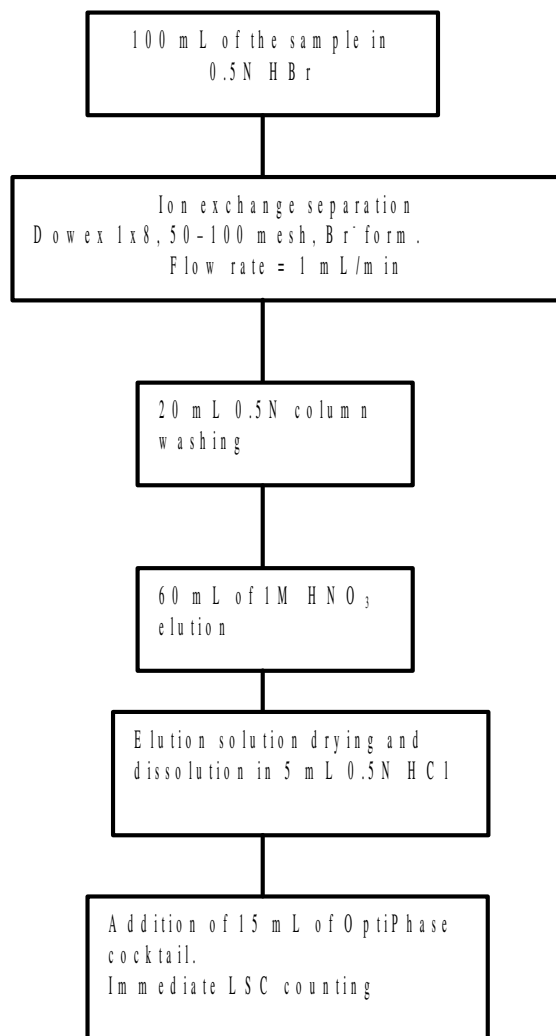 100 mL of the sample in
0.5N HBr
Ion exchange separation
Dowex 1x8, 50-100 mesh, Br⁻ form.
Flow rate = 1 mL/min
20 mL 0.5N column
washing
60 mL of 1M HNO₃
elution
Elution solution drying and
dissolution in 5 mL 0.5N HCl
Addition of 15 mL of OptiPhase
cocktail.
Immediate LSC counting